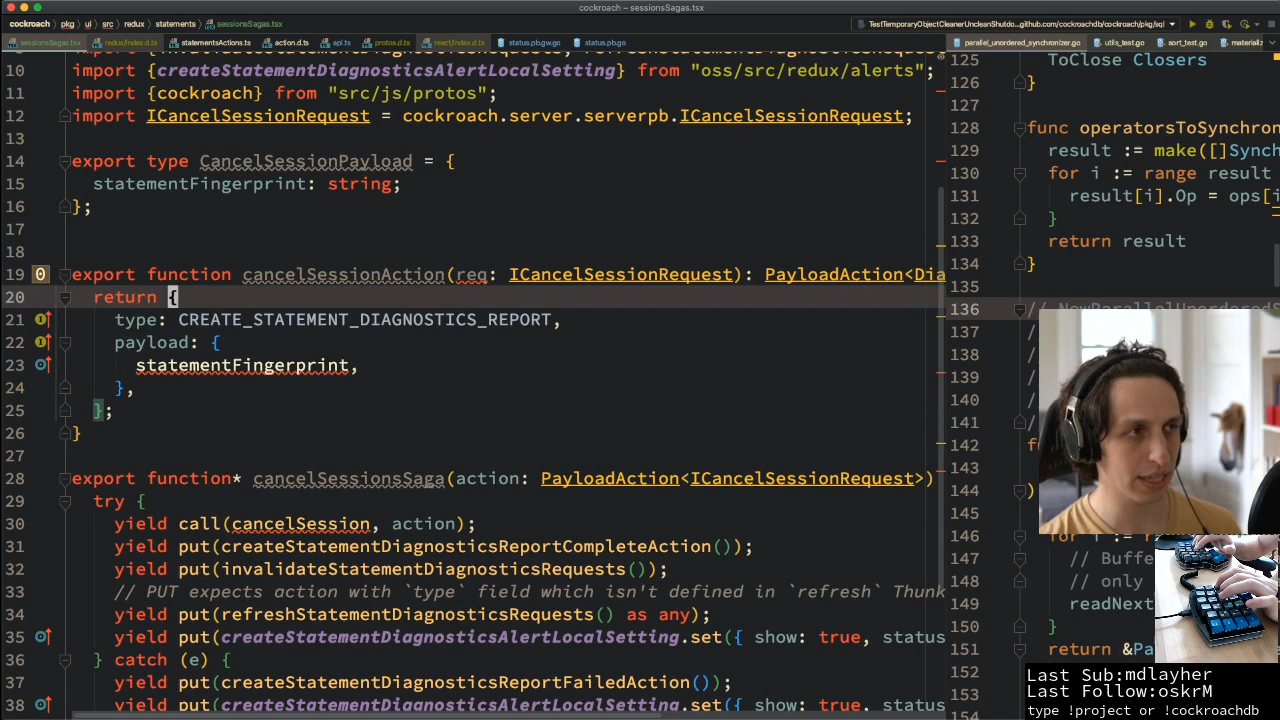 cockroach – sessionsSagas.tsx
cockroach pkg ui src redux statements sessionsSagas.tsx
TestTemporaryObjectCleanerUncleanShutdo...github.com/cockroachdb/cockroach/pkg/sql
sessionsSagas.tsx redux/index.d.ts statementsActions.ts action.d.ts api.ts protos.d.ts react/index.d.ts status.pb.gw.go status.pb.go
parallel_unordered_synchronizer.go utils_test.go sort_test.go materializ
10 import {createStatementDiagnosticsAlertLocalSetting} from "oss/src/redux/alerts";
11 import {cockroach} from "src/js/protos";
12 import ICancelSessionRequest = cockroach.server.serverpb.ICancelSessionRequest;
13
14 export type CancelSessionPayload = {
15 statementFingerprint: string;
16 };
17
18
19 export function cancelSessionAction(req: ICancelSessionRequest): PayloadAction<Dia
20 return {
21 type: CREATE_STATEMENT_DIAGNOSTICS_REPORT,
22 payload: {
23 statementFingerprint,
24 },
25 };
26 }
27
28 export function* cancelSessionsSaga(action: PayloadAction<ICancelSessionRequest>)
29 try {
30 yield call(cancelSession, action);
31 yield put(createStatementDiagnosticsReportCompleteAction());
32 yield put(invalidateStatementDiagnosticsRequests());
33 // PUT expects action with `type` field which isn't defined in `refresh` Thunk
34 yield put(refreshStatementDiagnosticsRequests() as any);
35 yield put(createStatementDiagnosticsAlertLocalSetting.set({ show: true, status
36 } catch (e) {
37 yield put(createStatementDiagnosticsReportFailedAction());
38 yield put(createStatementDiagnosticsAlertLocalSetting.set({ show: true, status
125 ToClose Closers
126 }
127
128 func operatorsToSynchron
129 result := make([]Synch
130 for i := range result
131 result[i].Op = ops[i
132 }
133 return result
134 }
135
136 // NewParallelUnorderedS
137 /
138 /
139 /
140 /
141 /
142 fu
143
144 )
145
146 for i := r
147 // Buffe
148 // only
149 readNext
150 }
151 return &Pa
152
153
154
Last Sub:mdlayher
Last Follow:oskrM
type !project or !cockroachdb